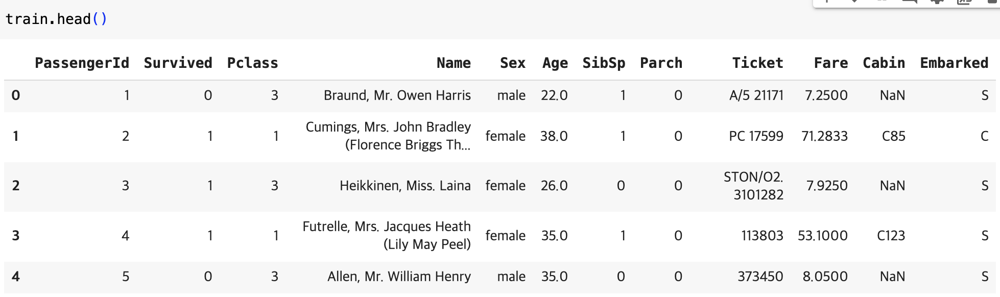 train.head()
PassengerId Survived Pclass Name Sex Age SibSp Parch Ticket Fare Cabin Embarked
0 1 0 3 Braund, Mr. Owen Harris male 22.0 1 0 A/5 21171 7.2500 NaN S
1 2 1 1 Cumings, Mrs. John Bradley (Florence Briggs Th... female 38.0 1 0 PC 17599 71.2833 C85 C
2 3 1 3 Heikkinen, Miss. Laina female 26.0 0 0 STON/O2. 3101282 7.9250 NaN S
3 4 1 1 Futrelle, Mrs. Jacques Heath (Lily May Peel) female 35.0 1 0 113803 53.1000 C123 S
4 5 0 3 Allen, Mr. William Henry male 35.0 0 0 373450 8.0500 NaN S